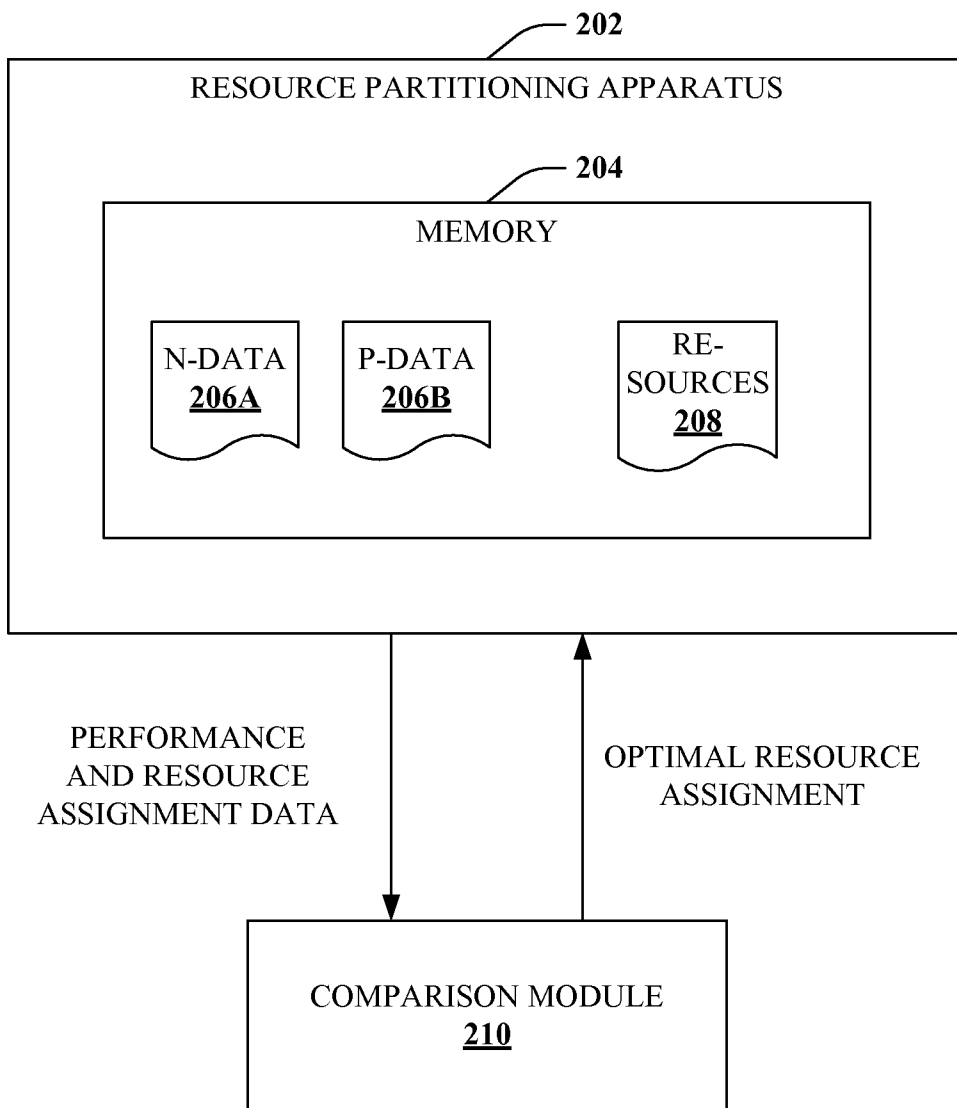 202
RESOURCE PARTITIONING APPARATUS
204
MEMORY
N-DATA
206A
P-DATA
206B
RE-
SOURCES
208
PERFORMANCE
AND RESOURCE
ASSIGNMENT DATA
OPTIMAL RESOURCE
ASSIGNMENT
COMPARISON MODULE
210